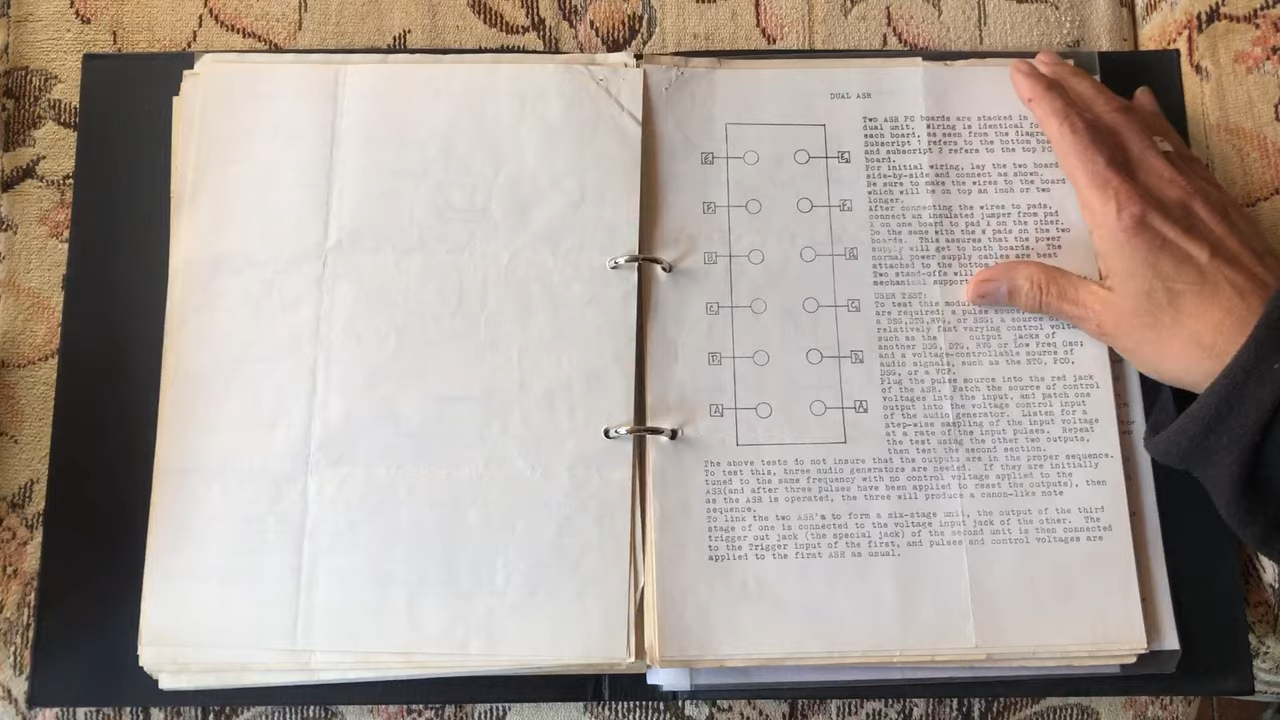 DUAL ASR
Two ASR PC boards are stacked in
dual unit. Wiring is identical
each board, as seen from the
Subscript 1 refers to the bottom
and subscript 2 refers to the top PC
board.
For initial wiring, lay the two board
side-by-side and connect as shown.
Be sure to make the wires to the board
which will be on top an inch or two
longer.
After connecting the wires to pads,
connect an insulated jumper from pad
X on one board to pad X on the other.
Do the same with the W pads on the two
boards. This assures that the power
supply will get to both boards. The
normal power supply cables are best
attached to the bottom
Two stand-offs will
mechanical support
USER TEST:
To test this
are required; a pulse
a DSG,DTG,RVG, or SSG; a source of
relatively fast varying control
such as the output jacks of
another DSG, DTG, RVG or Low Freq Osc;
and a voltage-controllable source of
audio signals, such as the NTO, PCO,
DSG, or a VCF.
Plug the pulse source into the red jack
of the ASR. Patch the source of control
voltages into the input, and patch one
output into the voltage control input
of the audio generator. Listen for a
step-wise sampling of the input voltage
at a rate of the input pulses. Repeat
the test using the other two outputs,
then test the second section.
The above tests do not insure that the outputs are in the proper sequence.
To test this, three audio generators are needed. If they are initially
tuned to the same frequency with no control voltage applied to the
ASR(and after three pulses have been applied to reset the outputs), then
as the ASR is operated, the three will produce a canon-like note
sequence.
To link the two ASR's to form a six-stage unit, the output of the third
stage of one is connected to the voltage input jack of the other. The
trigger out jack (the special jack) of the second unit is then connected
to the Trigger input of the first, and pulses and control voltages are
applied to the first ASR as usual.